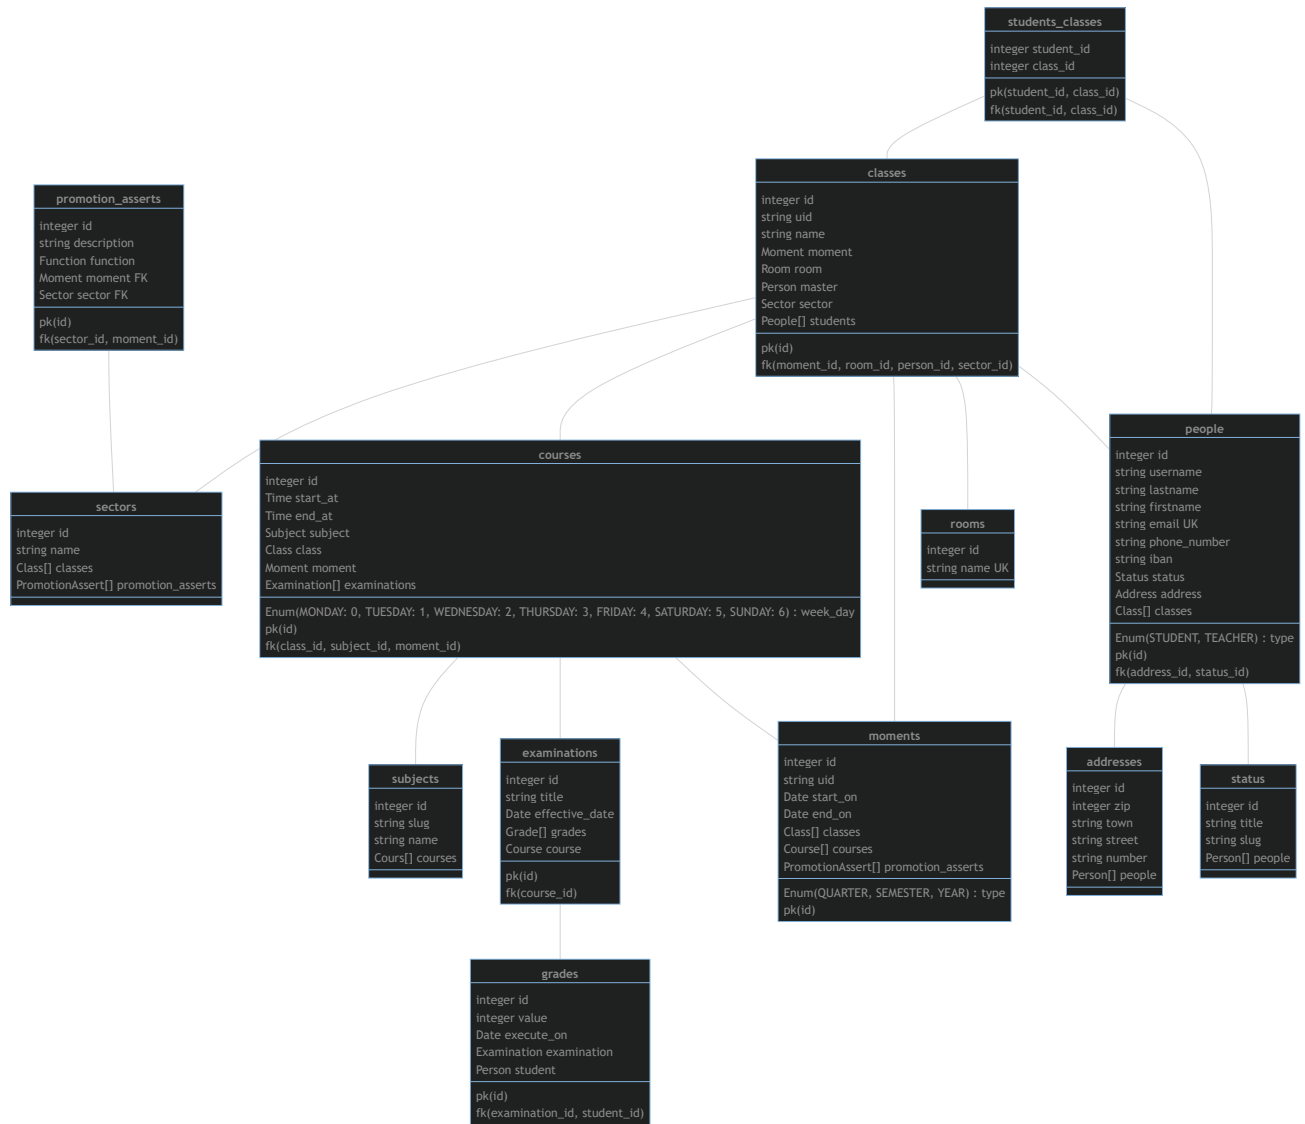 students_classes
integer student_id
integer class_id
pk(student_id, class_id)
fk(student_id, class_id)
classes
integer id
string uid
string name
Moment moment
Room room
Person master
Sector sector
People[] students
pk(id)
fk(moment_id, room_id, person_id, sector_id)
promotion_asserts
integer id
string description
Function function
Moment moment FK
Sector sector FK
pk(id)
fk(sector_id, moment_id)
people
integer id
string username
string lastname
string firstname
string email UK
string phone_number
string iban
Status status
Address address
Class[] classes
Enum(STUDENT, TEACHER) : type
pk(id)
fk(address_id, status_id)
courses
integer id
Time start_at
Time end_at
Subject subject
Class class
Moment moment
Examination[] examinations
Enum(MONDAY: 0, TUESDAY: 1, WEDNESDAY: 2, THURSDAY: 3, FRIDAY: 4, SATURDAY: 5, SUNDAY: 6) : week_day
pk(id)
fk(class_id, subject_id, moment_id)
sectors
integer id
string name
Class[] classes
PromotionAssert[] promotion_asserts
rooms
integer id
string name UK
moments
integer id
string uid
Date start_on
Date end_on
Class[] classes
Course[] courses
PromotionAssert[] promotion_asserts
Enum(QUARTER, SEMESTER, YEAR) : type
pk(id)
examinations
integer id
string title
Date effective_date
Grade[] grades
Course course
pk(id)
fk(course_id)
subjects
integer id
string slug
string name
Cours[] courses
addresses
integer id
integer zip
string town
string street
string number
Person[] people
status
integer id
string title
string slug
Person[] people
grades
integer id
integer value
Date execute_on
Examination examination
Person student
pk(id)
fk(examination_id, student_id)